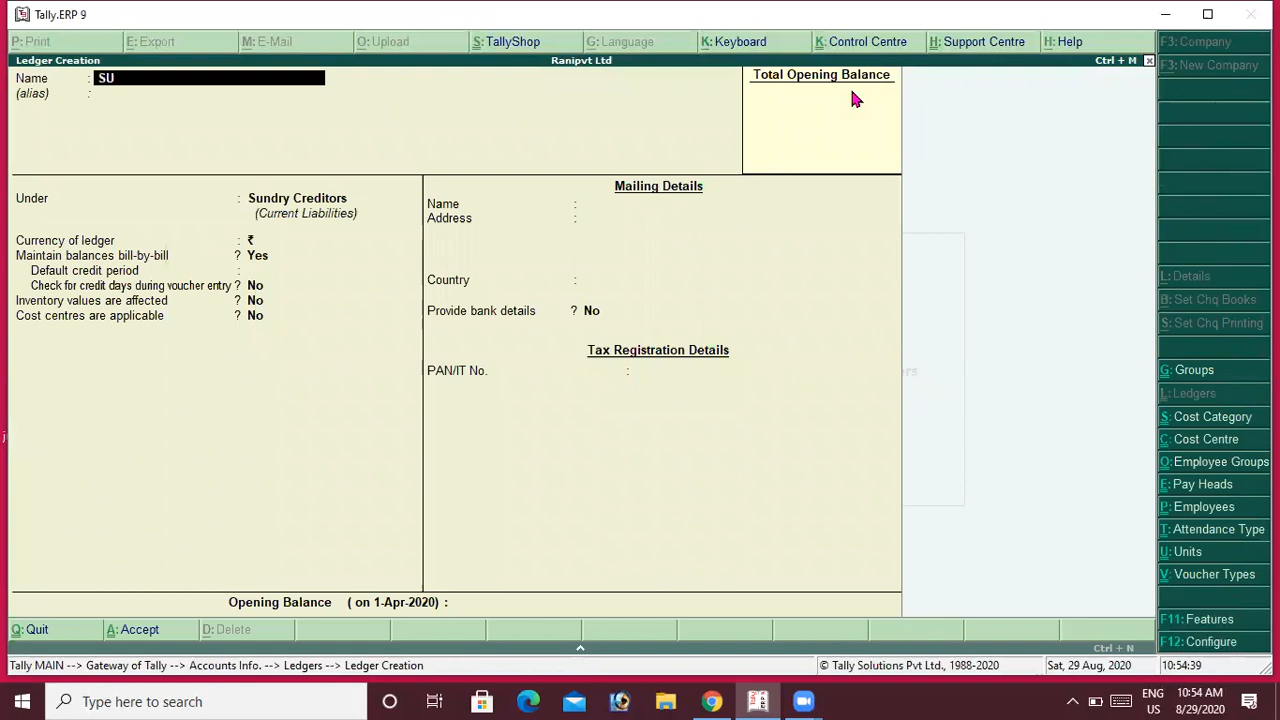 Tally.ERP 9
P: Print E: Export M: E-Mail O: Upload S: TallyShop G: Language K: Keyboard K: Control Centre H: Support Centre H: Help
Ledger Creation Ranipvt Ltd Ctrl + M
Name : SU
(alias) :
Total Opening Balance
Under : Sundry Creditors
(Current Liabilities)
Currency of ledger : ₹
Maintain balances bill-by-bill ? Yes
Default credit period :
Check for credit days during voucher entry ? No
Inventory values are affected ? No
Cost centres are applicable ? No
Mailing Details
Name :
Address :
Country :
Provide bank details ? No
Tax Registration Details
PAN/IT No. :
Opening Balance ( on 1-Apr-2020) :
F3: Company
F3: New Company
L: Details
B: Set Chq Books
S: Set Chq Printing
G: Groups
L: Ledgers
S: Cost Category
C: Cost Centre
O: Employee Groups
E: Pay Heads
P: Employees
T: Attendance Type
U: Units
V: Voucher Types
F11: Features
F12: Configure
Q: Quit A: Accept D: Delete
Ctrl + N
Tally MAIN --> Gateway of Tally --> Accounts Info. --> Ledgers --> Ledger Creation © Tally Solutions Pvt Ltd., 1988-2020 Sat, 29 Aug, 2020 10:54:39
Type here to search
ENG
US
10:54 AM
8/29/2020